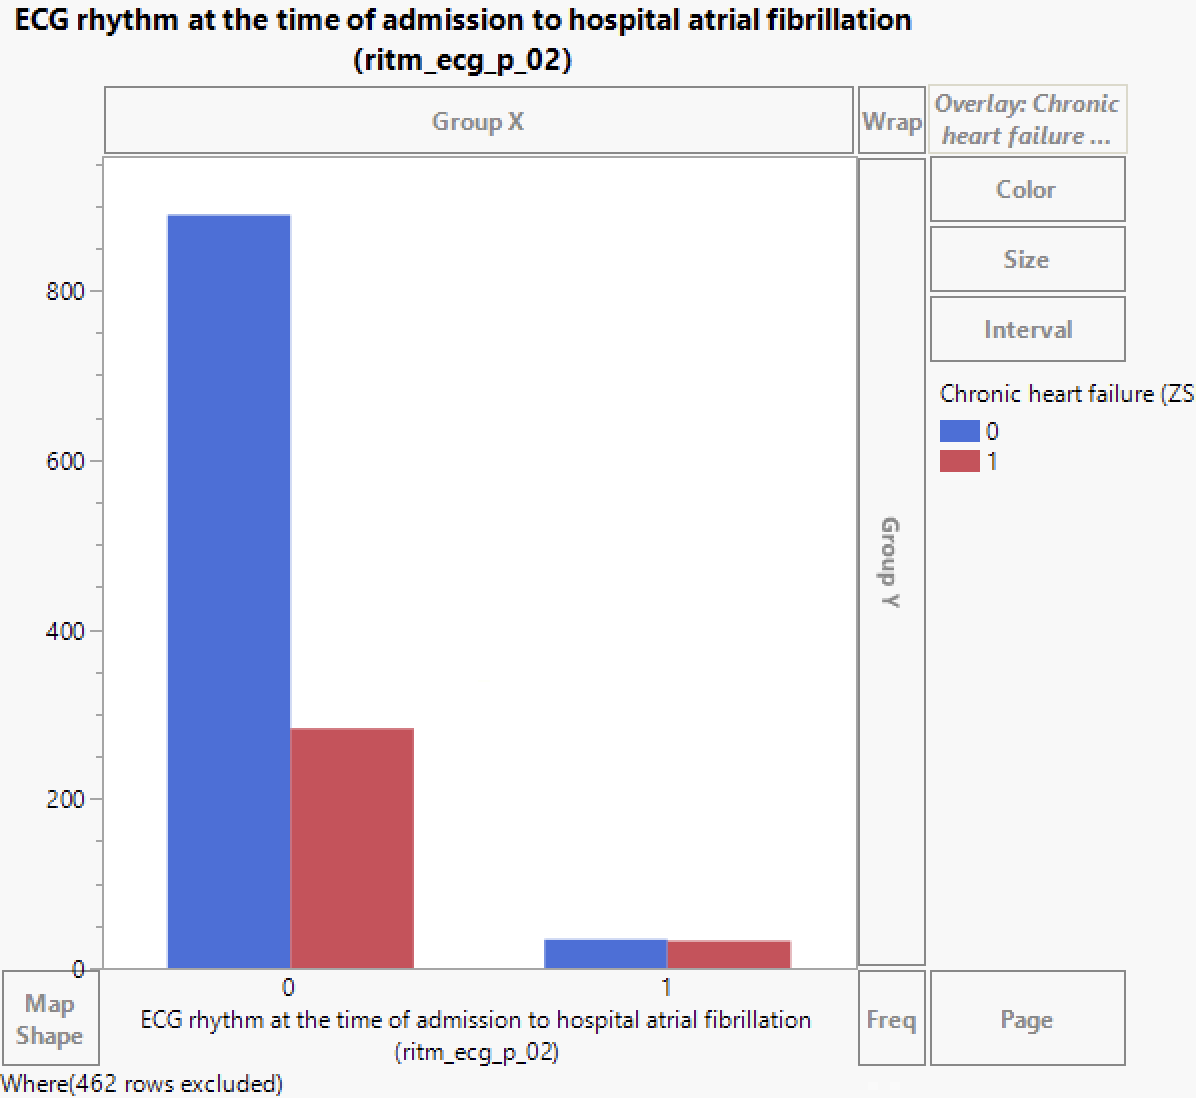 ECG rhythm at the time of admission to hospital atrial fibrillation
(ritm_ecg_p_02)
Group X
Wrap
Overlay: Chronic
heart failure ...
Color
Size
Interval
Chronic heart failure (ZS
0
1
Group Y
800
600
400
200
0
0
1
ECG rhythm at the time of admission to hospital atrial fibrillation
(ritm_ecg_p_02)
Map
Shape
Freq
Page
Where(462 rows excluded)